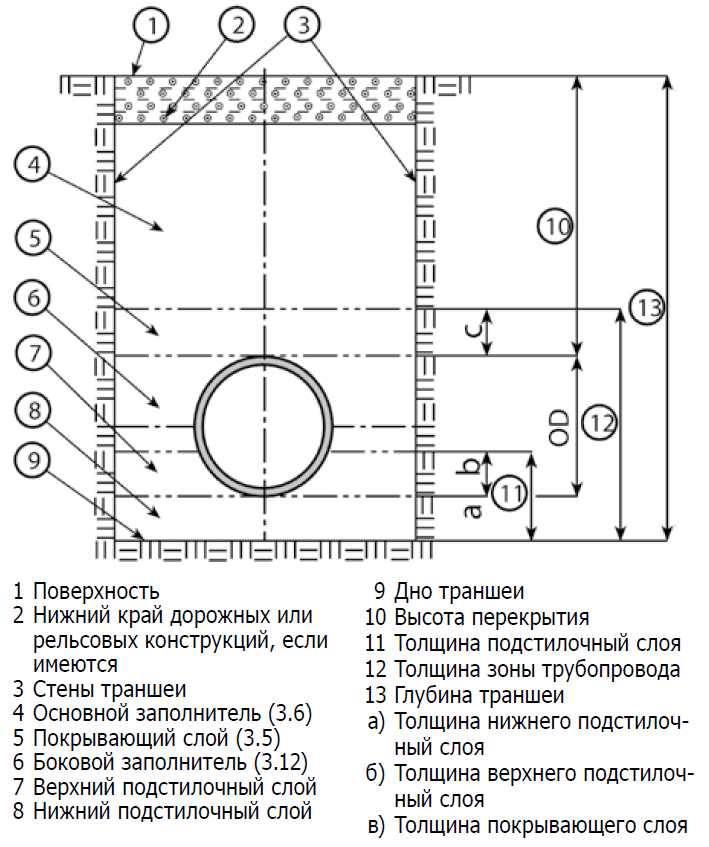 1
2
3
4
5
10
6
13
c
7
OD
8
12
b
9
11
a
1 Поверхность
2 Нижний край дорожных или
рельсовых конструкций, если
имеются
3 Стены траншеи
4 Основной заполнитель (3.6)
5 Покрывающий слой (3.5)
6 Боковой заполнитель (3.12)
7 Верхний подстилочный слой
8 Нижний подстилочный слой
9 Дно траншеи
10 Высота перекрытия
11 Толщина подстилочный слоя
12 Толщина зоны трубопровода
13 Глубина траншеи
а) Толщина нижнего подстилоч-
ный слоя
б) Толщина верхнего подстилоч-
ный слоя
в) Толщина покрывающего слоя